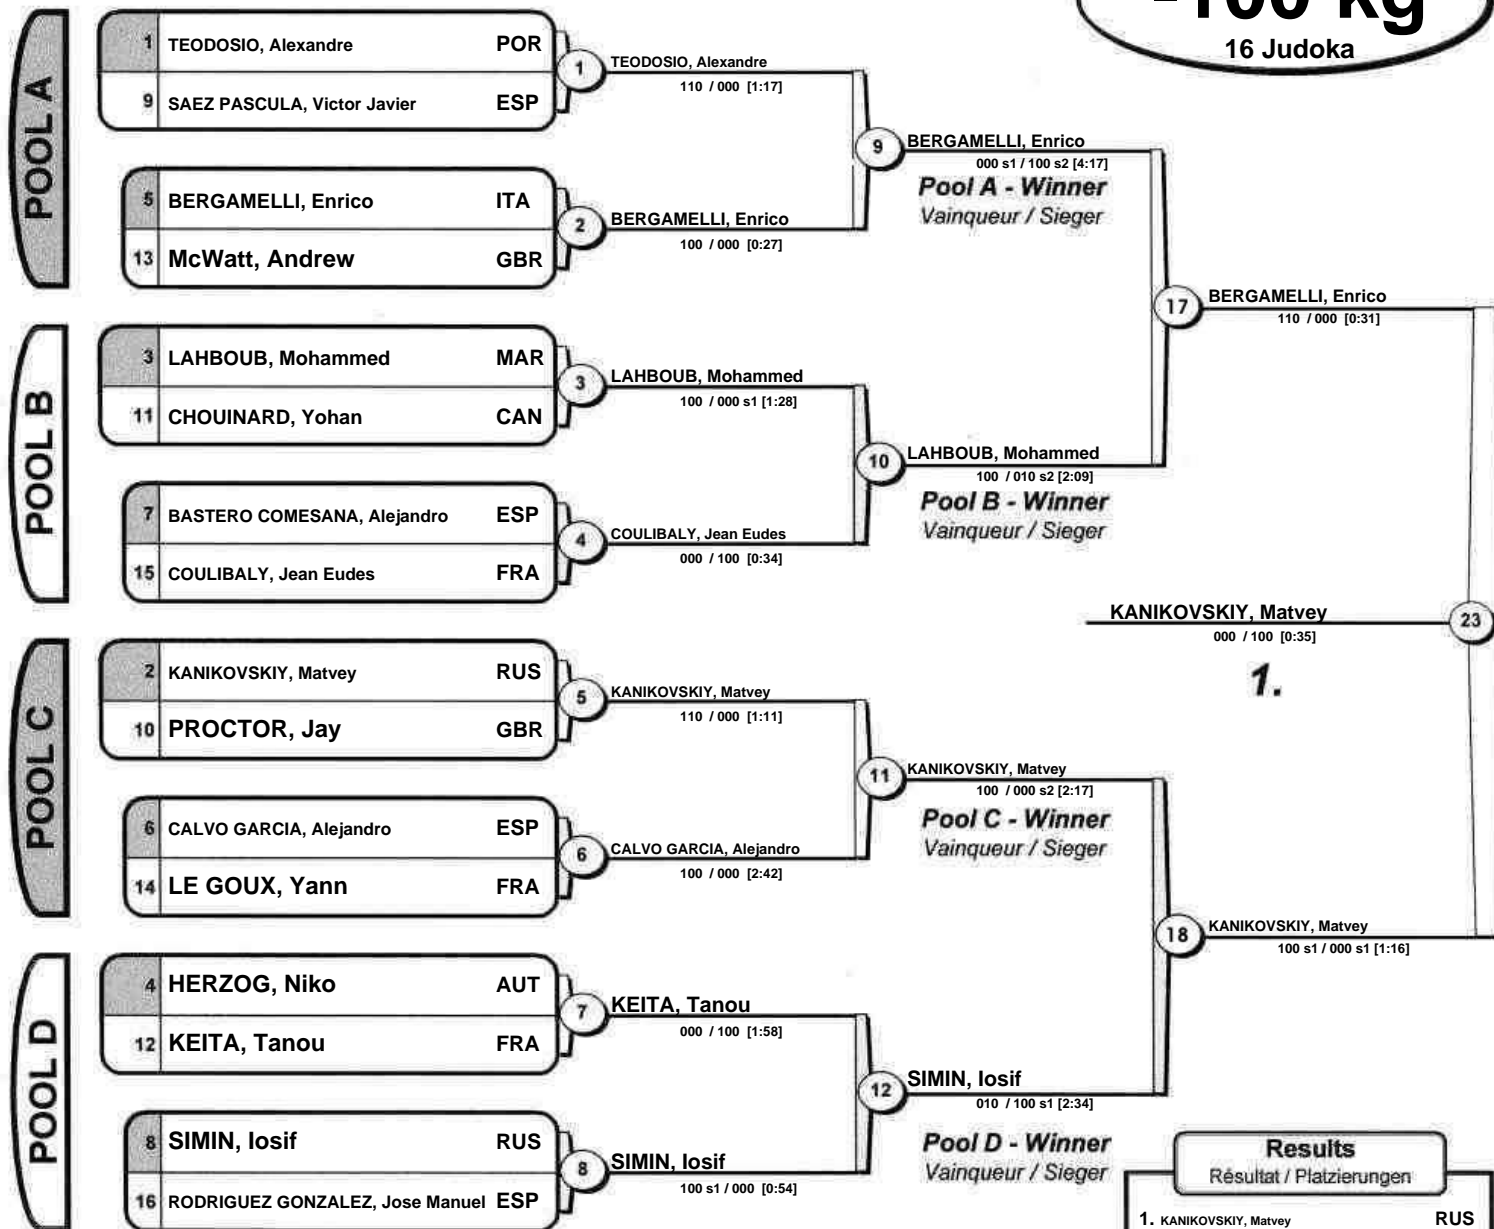 -100 kg
16 Judoka
POOL A
1 TEODOSIO, Alexandre POR
9 SAEZ PASCULA, Victor Javier ESP
1
TEODOSIO, Alexandre
110 / 000 [1:17]
5 BERGAMELLI, Enrico ITA
13 McWatt, Andrew GBR
2
BERGAMELLI, Enrico
100 / 000 [0:27]
9
BERGAMELLI, Enrico
000 s1 / 100 s2 [4:17]
Pool A - Winner
Vainqueur / Sieger
POOL B
3 LAHBOUB, Mohammed MAR
11 CHOUINARD, Yohan CAN
3
LAHBOUB, Mohammed
100 / 000 s1 [1:28]
7 BASTERO COMESANA, Alejandro ESP
15 COULIBALY, Jean Eudes FRA
4
COULIBALY, Jean Eudes
000 / 100 [0:34]
10
LAHBOUB, Mohammed
100 / 010 s2 [2:09]
Pool B - Winner
Vainqueur / Sieger
17
BERGAMELLI, Enrico
110 / 000 [0:31]
KANIKOVSKIY, Matvey
000 / 100 [0:35]
1.
23
POOL C
2 KANIKOVSKIY, Matvey RUS
10 PROCTOR, Jay GBR
5
KANIKOVSKIY, Matvey
110 / 000 [1:11]
6 CALVO GARCIA, Alejandro ESP
14 LE GOUX, Yann FRA
6
CALVO GARCIA, Alejandro
100 / 000 [2:42]
11
KANIKOVSKIY, Matvey
100 / 000 s2 [2:17]
Pool C - Winner
Vainqueur / Sieger
POOL D
4 HERZOG, Niko AUT
12 KEITA, Tanou FRA
7
KEITA, Tanou
000 / 100 [1:58]
8 SIMIN, Iosif RUS
16 RODRIGUEZ GONZALEZ, Jose Manuel ESP
8
SIMIN, Iosif
100 s1 / 000 [0:54]
12
SIMIN, Iosif
010 / 100 s1 [2:34]
Pool D - Winner
Vainqueur / Sieger
18
KANIKOVSKIY, Matvey
100 s1 / 000 s1 [1:16]
Results
Résultat / Platzierungen
1. KANIKOVSKIY, Matvey RUS